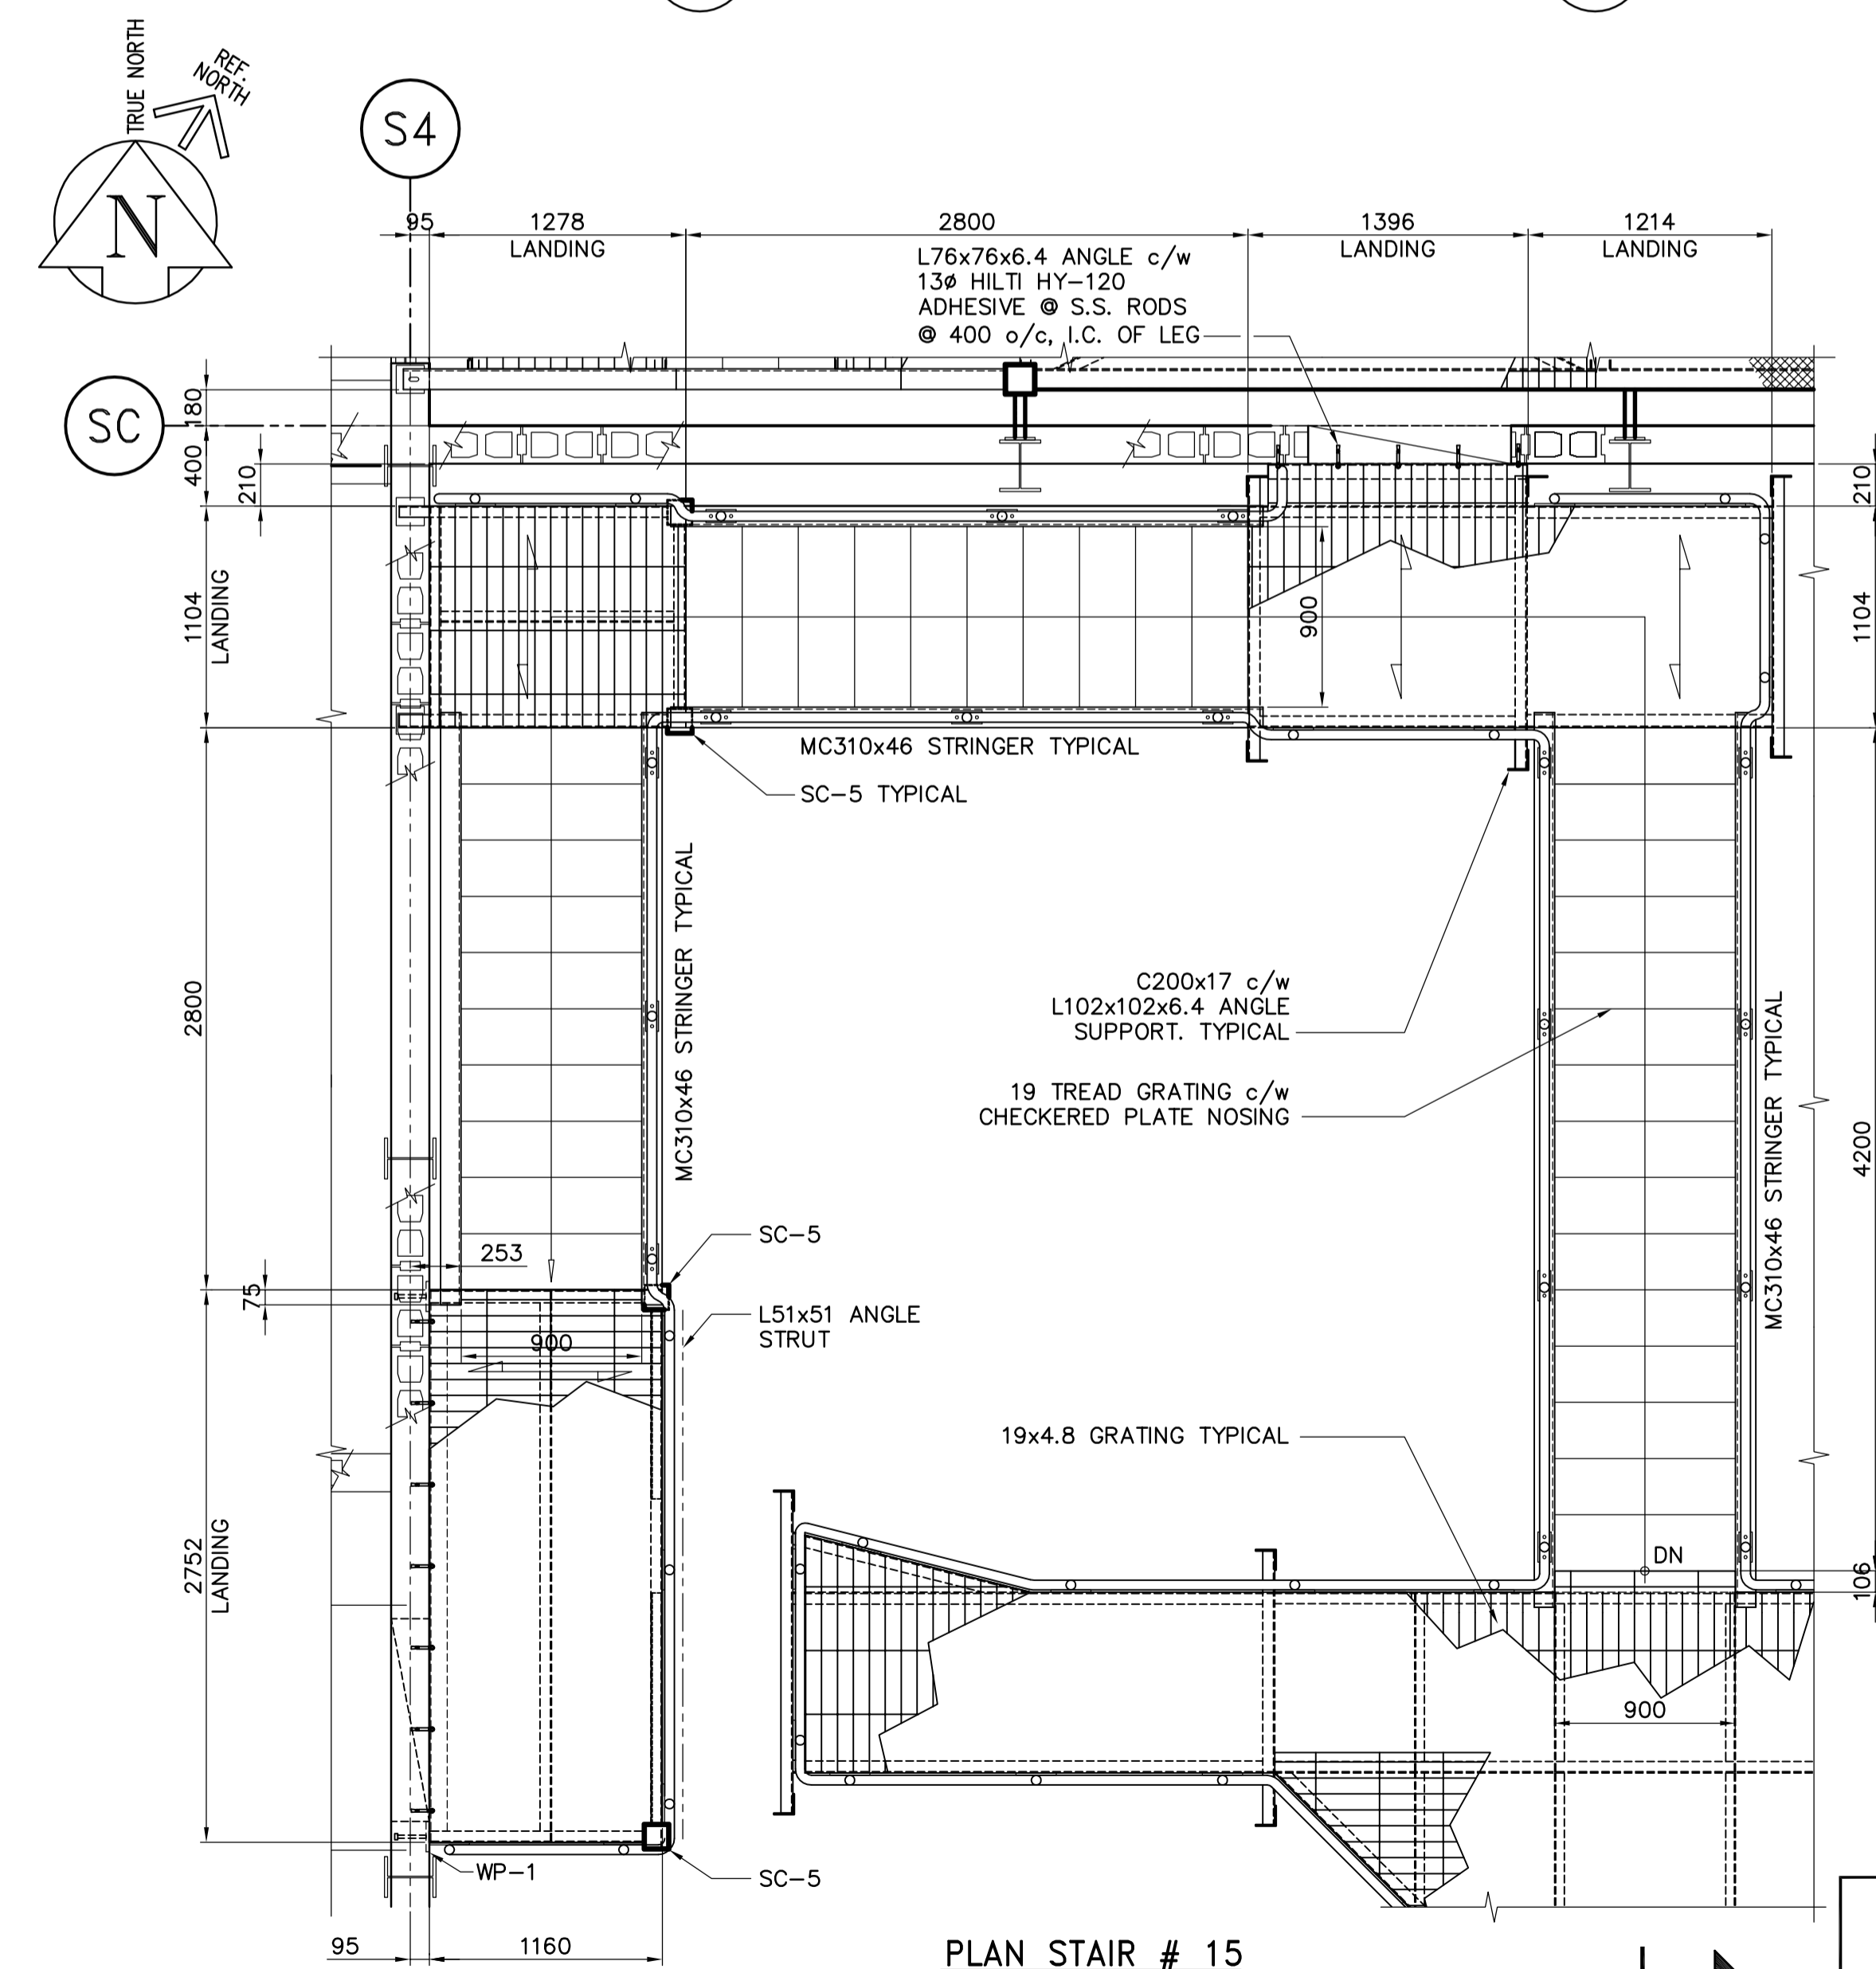 TRUE NORTH
REF.
NORTH
N
S4
95
1278
LANDING
2800
1396
LANDING
1214
LANDING
L76x76x6.4 ANGLE c/w
13ø HILTI HY-120
ADHESIVE @ S.S. RODS
@ 400 o/c, I.C. OF LEG
SC
180
400
210
210
1104
LANDING
900
1104
MC310x46 STRINGER TYPICAL
SC-5 TYPICAL
MC310x46 STRINGER TYPICAL
2800
C200x17 c/w
L102x102x6.4 ANGLE
SUPPORT. TYPICAL
19 TREAD GRATING c/w
CHECKERED PLATE NOSING
MC310x46 STRINGER TYPICAL
4200
253
SC-5
75
L51x51 ANGLE
STRUT
900
19x4.8 GRATING TYPICAL
2752
LANDING
DN
106
900
WP-1
SC-5
95
1160
PLAN STAIR # 15